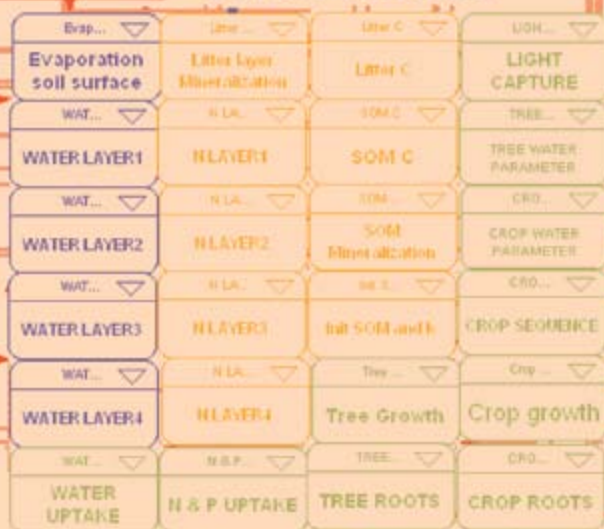 Evap...
Litter ...
Litter C
LIGH...
Evaporation
soil surface
Litter layer
Mineralization
Litter C
LIGHT
CAPTURE
WAT...
N LA...
SOM C
TREE...
WATER LAYER1
N LAYER1
SOM C
TREE WATER
PARAMETER
WAT...
N LA...
SOM ...
CRO...
WATER LAYER2
N LAYER2
SOM
Mineralization
CROP WATER
PARAMETER
WAT...
N LA...
Init S...
CRO...
WATER LAYER3
N LAYER3
Init SOM and
CROP SEQUENCE
WAT...
N LA...
Tree ...
Crop ...
WATER LAYER4
N LAYER4
Tree Growth
Crop growth
WAT...
N & P...
TREE...
CRO...
WATER
UPTAKE
N & P UPTAKE
TREE ROOTS
CROP ROOTS